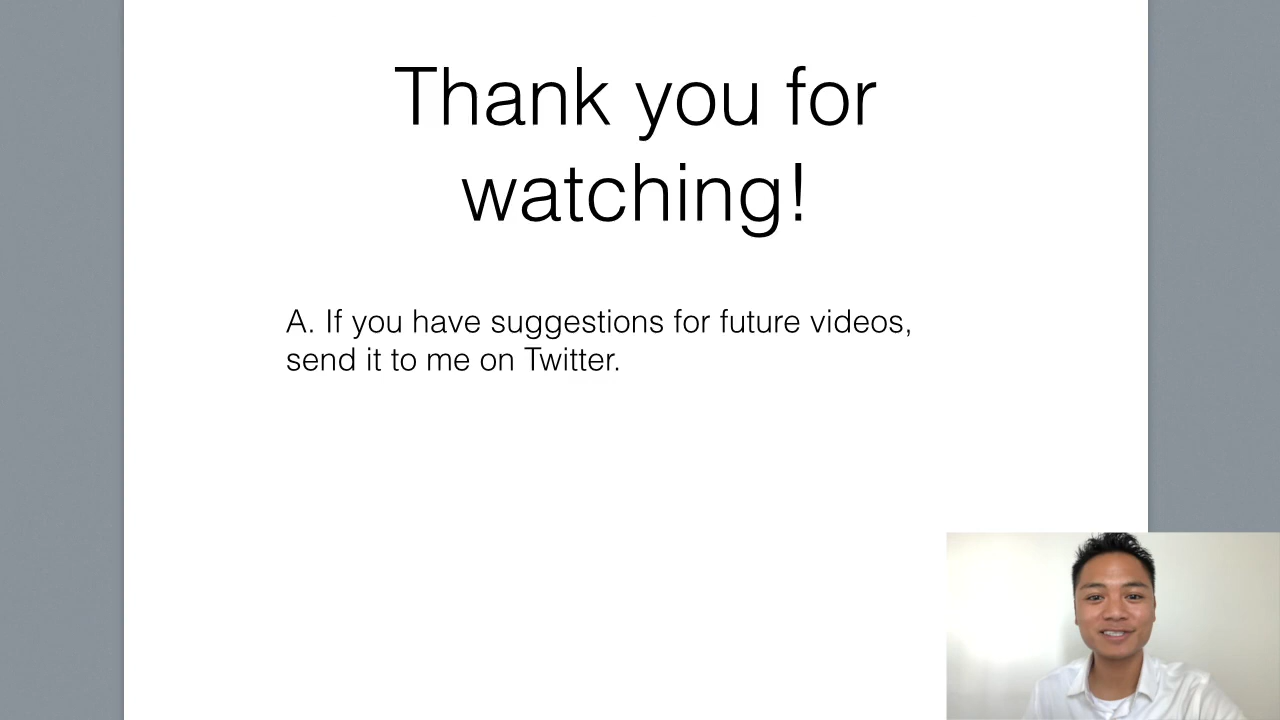 Thank you for
watching!
A. If you have suggestions for future videos,
send it to me on Twitter.